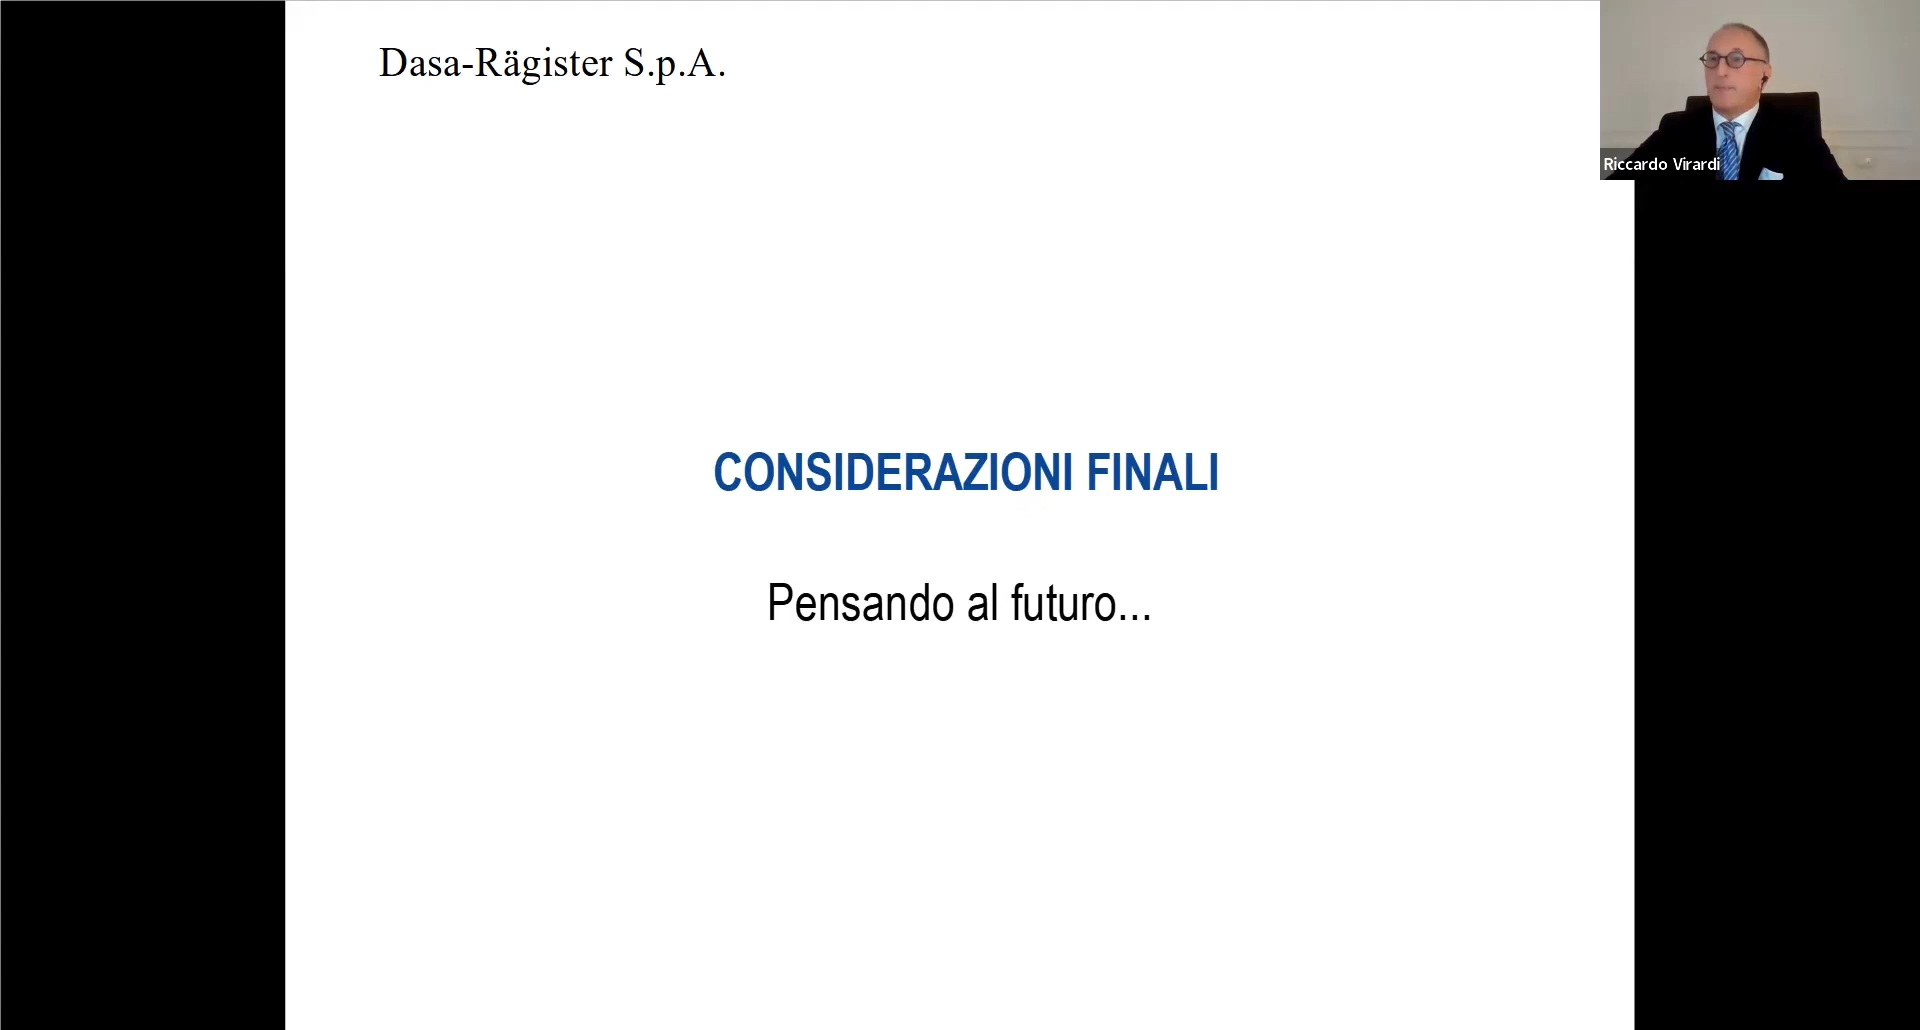 Dasa-Rägister S.p.A.
Riccardo Virardi
CONSIDERAZIONI FINALI
Pensando al futuro...